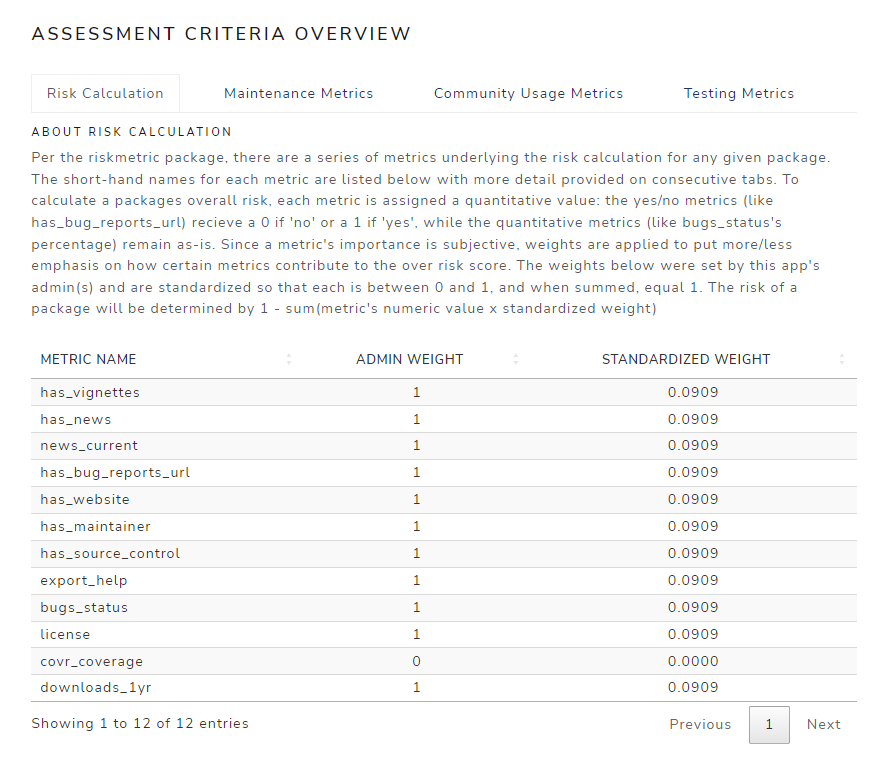 ASSESSMENT CRITERIA OVERVIEW
Risk Calculation Maintenance Metrics Community Usage Metrics Testing Metrics
ABOUT RISK CALCULATION
Per the riskmetric package, there are a series of metrics underlying the risk calculation for any given package.
The short-hand names for each metric are listed below with more detail provided on consecutive tabs. To
calculate a packages overall risk, each metric is assigned a quantitative value: the yes/no metrics (like
has_bug_reports_url) recieve a 0 if 'no' or a 1 if 'yes', while the quantitative metrics (like bugs_status's
percentage) remain as-is. Since a metric's importance is subjective, weights are applied to put more/less
emphasis on how certain metrics contribute to the over risk score. The weights below were set by this app's
admin(s) and are standardized so that each is between 0 and 1, and when summed, equal 1. The risk of a
package will be determined by 1 - sum(metric's numeric value x standardized weight)
METRIC NAME ADMIN WEIGHT STANDARDIZED WEIGHT
has_vignettes 1 0.0909
has_news 1 0.0909
news_current 1 0.0909
has_bug_reports_url 1 0.0909
has_website 1 0.0909
has_maintainer 1 0.0909
has_source_control 1 0.0909
export_help 1 0.0909
bugs_status 1 0.0909
license 1 0.0909
covr_coverage 0 0.0000
downloads_1yr 1 0.0909
Showing 1 to 12 of 12 entries Previous 1 Next